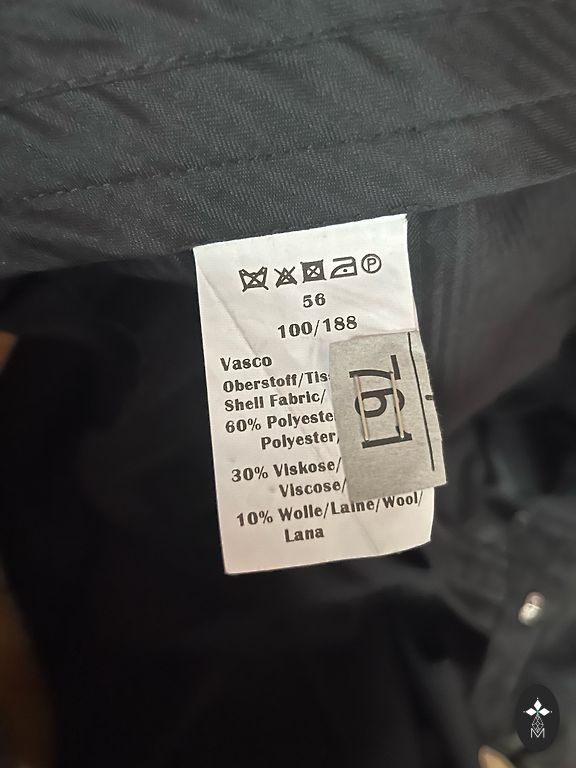 P
56
100/188
Vasco
Oberstoff/Tis
Shell Fabric/
60% Polyeste
Polyester,
30% Viskose/
Viscose/
10% Wolle/Laine/Wool/
Lana
M